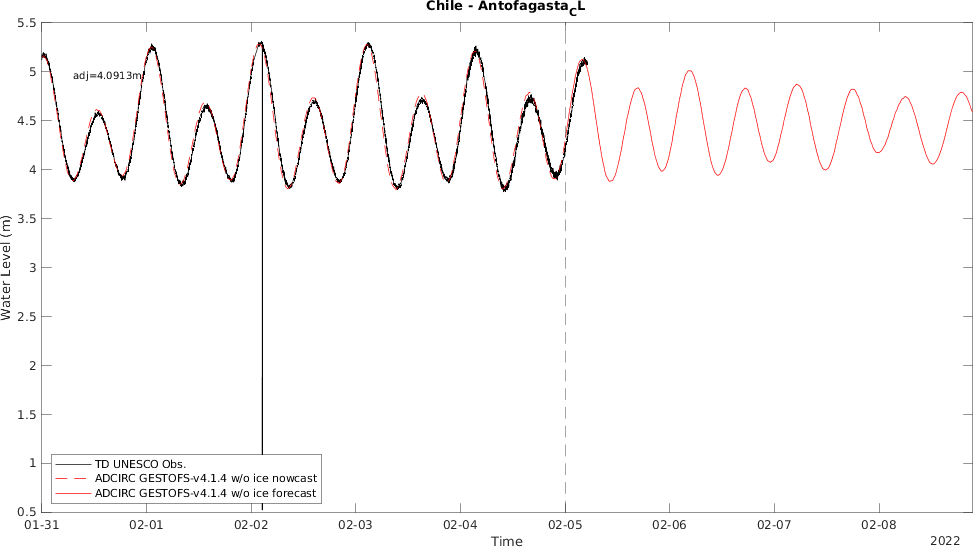 Chile - Antofagasta_CL
5.5
5
4.5
4
3.5
3
2.5
2
1.5
1
0.5
Water Level (m)
adj=4.0913m
TD UNESCO Obs.
ADCIRC GESTOFS-v4.1.4 w/o ice nowcast
ADCIRC GESTOFS-v4.1.4 w/o ice forecast
01-31 02-01 02-02 02-03 02-04 02-05 02-06 02-07 02-08
Time
2022